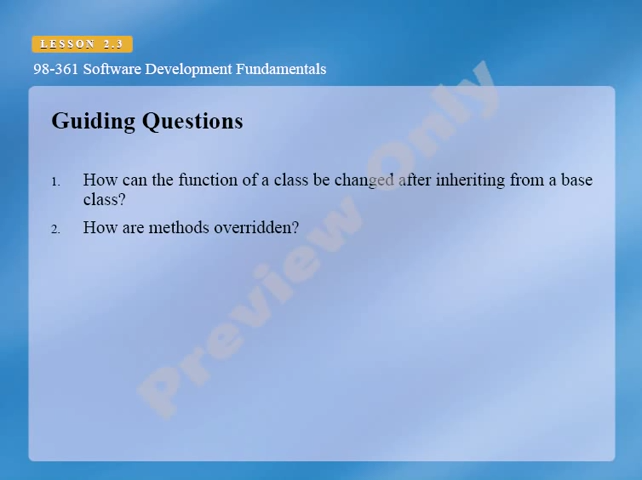 LESSON 2.3
98-361 Software Development Fundamentals
Guiding Questions
1. How can the function of a class be changed after inheriting from a base
class?
2. How are methods overridden?
Preview Only